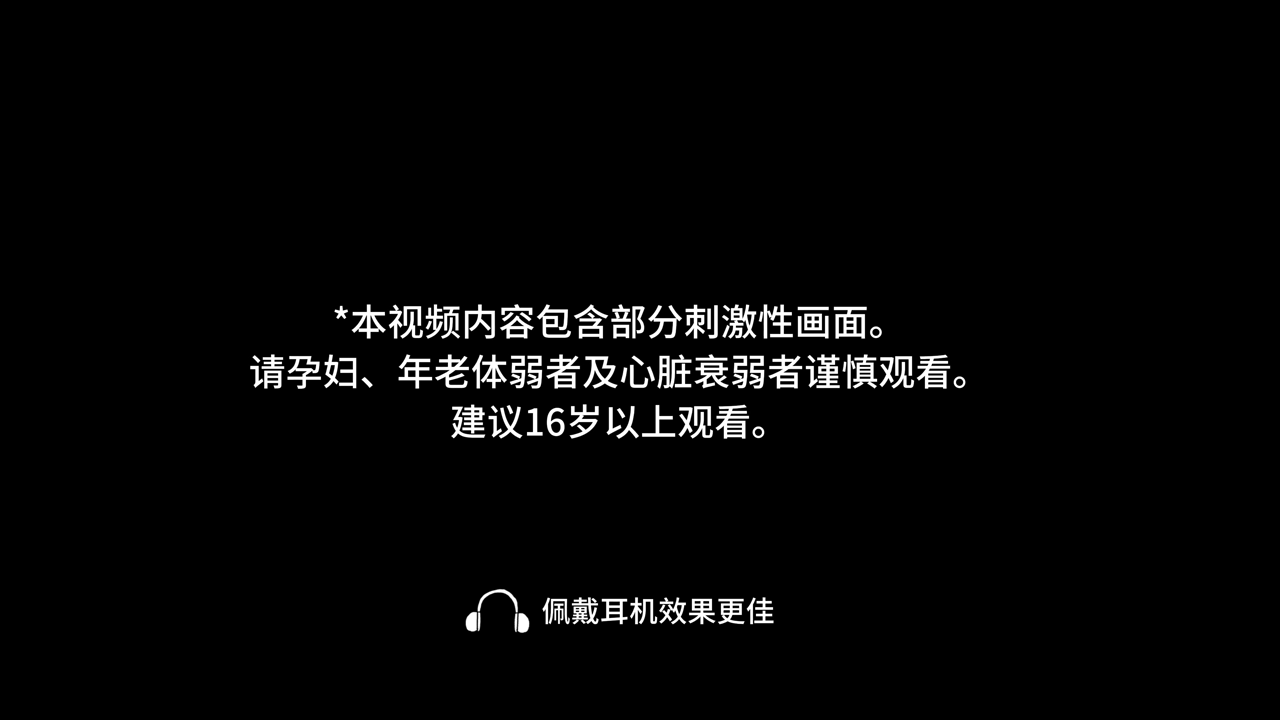 *本视频内容包含部分刺激性画面。
请孕妇、年老体弱者及心脏衰弱者谨慎观看。
建议16岁以上观看。
佩戴耳机效果更佳